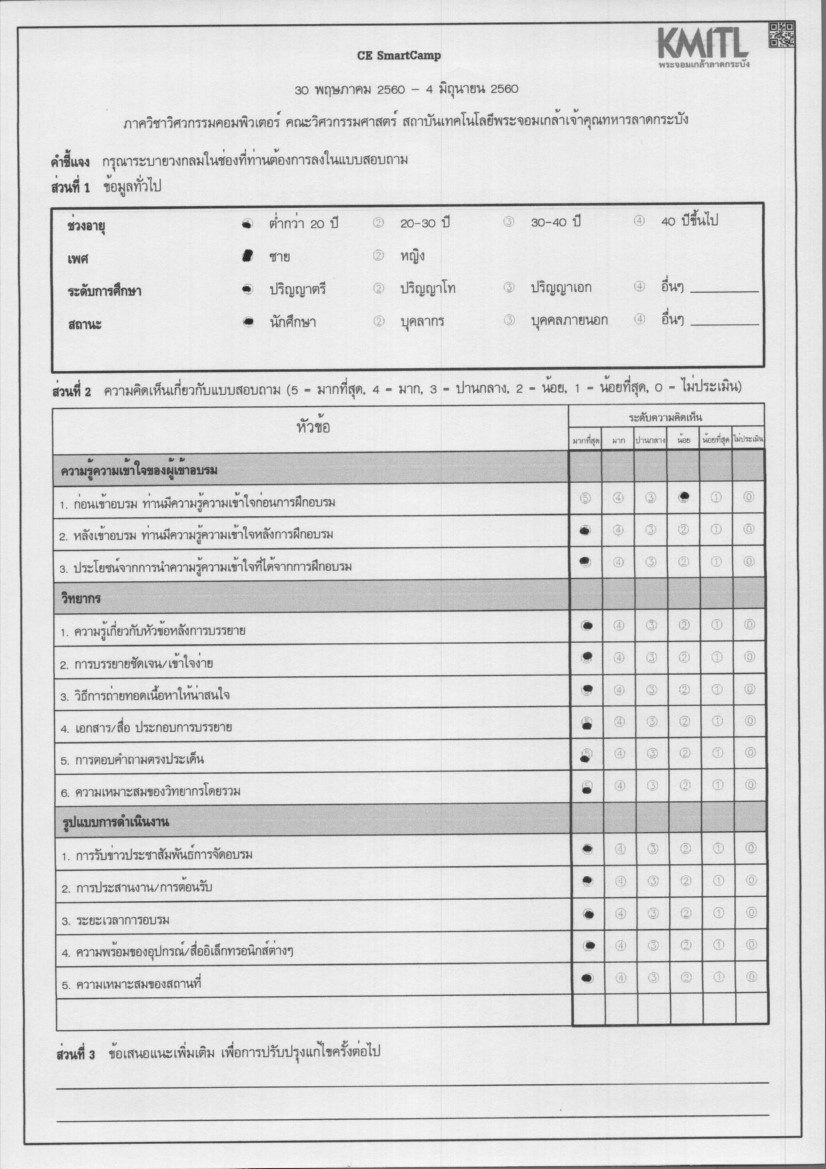 KMITL
พระจอมเกล้าลาดกระบัง
CE SmartCamp
30 พฤษภาคม 2560 – 4 มิถุนายน 2560
ภาควิชาวิศวกรรมคอมพิวเตอร์ คณะวิศวกรรมศาสตร์ สถาบันเทคโนโลยีพระจอมเกล้าเจ้าคุณทหารลาดกระบัง
คำชี้แจง กรุณาระบายวงกลมในช่องที่ท่านต้องการลงในแบบสอบถาม
ส่วนที่ 1 ข้อมูลทั่วไป
ช่วงอายุ ต่ำกว่า 20 ปี ② 20-30 ปี ③ 30-40 ปี ④ 40 ปีขึ้นไป
เพศ ชาย ② หญิง
ระดับการศึกษา ปริญญาตรี ② ปริญญาโท ③ ปริญญาเอก ④ อื่นๆ
สถานะ นักศึกษา ② บุคลากร ③ บุคคลภายนอก ④ อื่นๆ
ส่วนที่ 2 ความคิดเห็นเกี่ยวกับแบบสอบถาม (5 = มากที่สุด, 4 = มาก, 3 = ปานกลาง, 2 = น้อย, 1 = น้อยที่สุด, 0 = ไม่ประเมิน)
หัวข้อ ระดับความคิดเห็น
มากที่สุด มาก ปานกลาง น้อย น้อยที่สุด ไม่ประเมิน
ความรู้ความเข้าใจของผู้เข้าอบรม
1. ก่อนเข้าอบรม ท่านมีความรู้ความเข้าใจก่อนการฝึกอบรม ⑤ ④ ③ ① ⓪
2. หลังเข้าอบรม ท่านมีความรู้ความเข้าใจหลังการฝึกอบรม ④ ③ ② ① ⓪
3. ประโยชน์จากการนำความรู้ความเข้าใจที่ได้จากการฝึกอบรม ④ ③ ② ① ⓪
วิทยากร
1. ความรู้เกี่ยวกับหัวข้อหลังการบรรยาย ④ ③ ② ① ⓪
2. การบรรยายชัดเจน/เข้าใจง่าย ④ ③ ② ① ⓪
3. วิธีการถ่ายทอดเนื้อหาให้น่าสนใจ ④ ③ ② ① ⓪
4. เอกสาร/สื่อ ประกอบการบรรยาย ④ ③ ② ① ⓪
5. การตอบคำถามตรงประเด็น ⑤ ④ ③ ② ① ⓪
6. ความเหมาะสมของวิทยากรโดยรวม ④ ③ ② ① ⓪
รูปแบบการดำเนินงาน
1. การรับข่าวประชาสัมพันธ์การจัดอบรม ④ ③ ② ① ⓪
2. การประสานงาน/การต้อนรับ ④ ③ ② ① ⓪
3. ระยะเวลาการอบรม ④ ③ ② ① ⓪
4. ความพร้อมของอุปกรณ์/สื่ออิเล็กทรอนิกส์ต่างๆ ④ ③ ② ① ⓪
5. ความเหมาะสมของสถานที่ ④ ③ ② ① ⓪
ส่วนที่ 3 ข้อเสนอแนะเพิ่มเติม เพื่อการปรับปรุงแก้ไขครั้งต่อไป